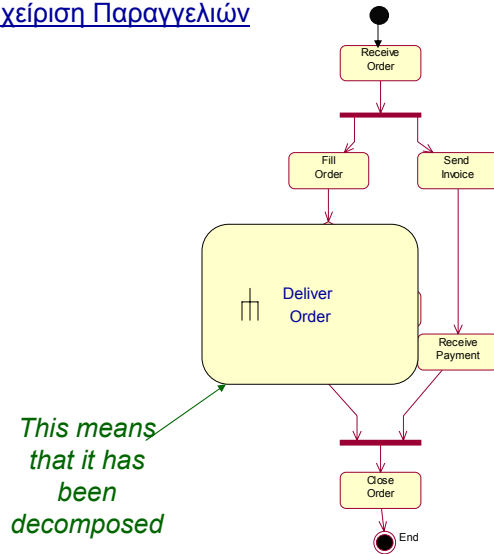 χείριση Παραγγελιών
Receive
Order
Fill
Order
Send
Invoice
Deliver
Order
Receive
Payment
This means
that it has
been
decomposed
Close
Order
End